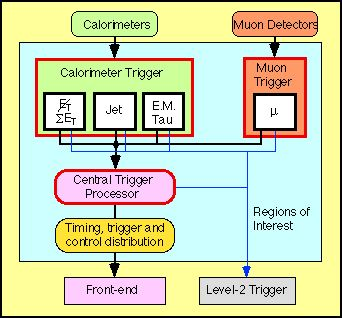 Calorimeters
Muon Detectors
Calorimeter Trigger
Muon
Trigger
E̸T
ΣET
Jet
E.M.
Tau
μ
Central Trigger
Processor
Timing, trigger and
control distribution
Regions of
Interest
Front-end
Level-2 Trigger